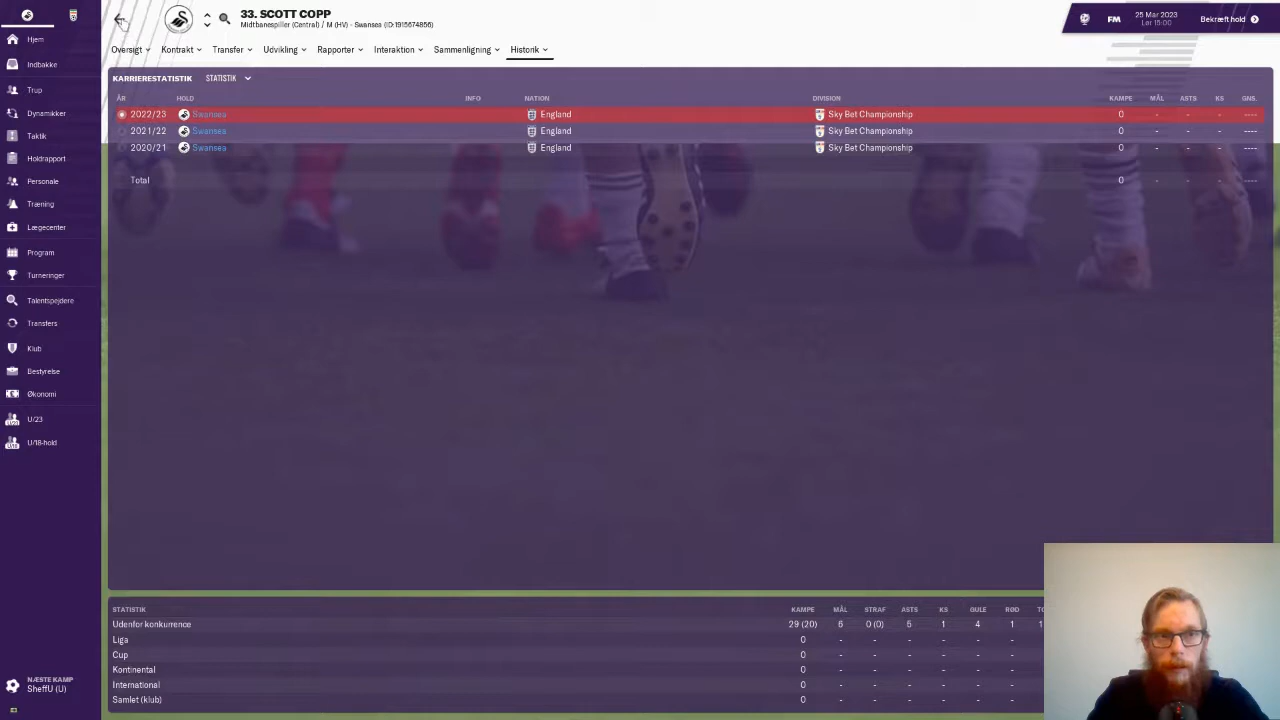 33. SCOTT COPP
Midtbanespiller (Central) / M (HV) - Swansea (ID:1915674856)
25 Mar 2023
Lør 15:00
FM
Bekræft hold
Oversigt Kontrakt Transfer Udvikling Rapporter Interaktion Sammenligning Historik
Hjem
Indbakke
Trup
Dynamikker
Taktik
Holdrapport
Personale
Træning
Lægecenter
Program
Turneringer
Talentspejdere
Transfers
Klub
Bestyrelse
Økonomi
U/23
U/18-hold
NÆSTE KAMP
SheffU (U)
KARRIERESTATISTIK STATISTIK
ÅR HOLD INFO NATION DIVISION KAMPE MÅL ASTS KS GNS.
2022/23 Swansea England Sky Bet Championship 0 - - - ----
2021/22 Swansea England Sky Bet Championship 0 - - - ----
2020/21 Swansea England Sky Bet Championship 0 - - - ----
Total 0 - - - ----
STATISTIK KAMPE MÅL STRAF ASTS KS GULE RØD
Udenfor konkurrence 29 (20) 6 0 (0) 5 1 4 1
Liga 0 - - - - - -
Cup 0 - - - - - -
Kontinental 0 - - - - - -
International 0 - - - - - -
Samlet (klub) 0 - - - - - -